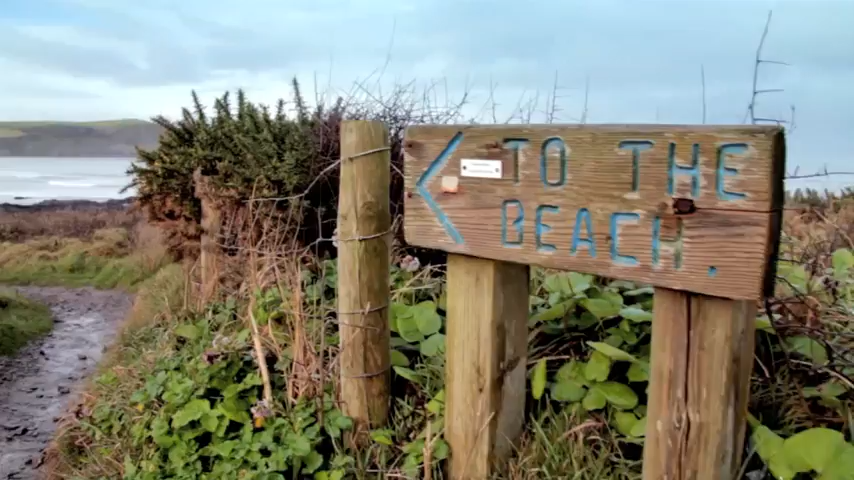 < TO THE
BEACH.